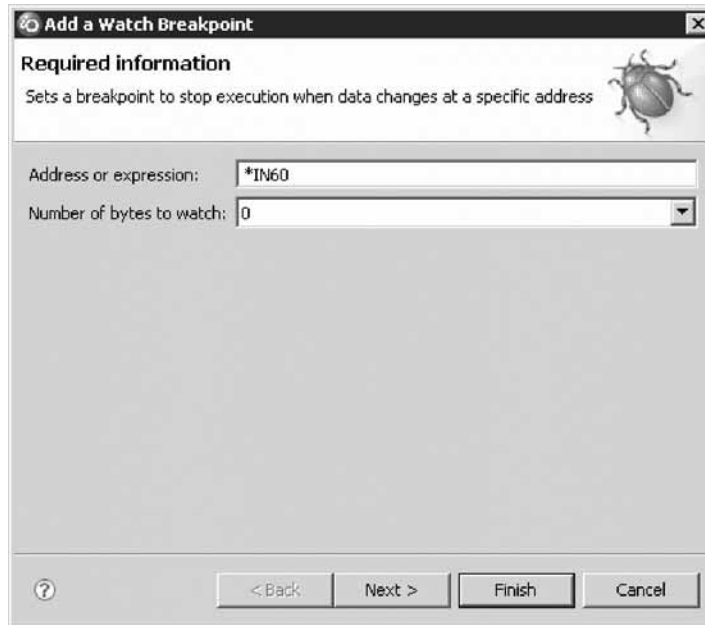 Add a Watch Breakpoint
Required information
Sets a breakpoint to stop execution when data changes at a specific address
Address or expression: *IN60
Number of bytes to watch: 0
? < Back Next > Finish Cancel